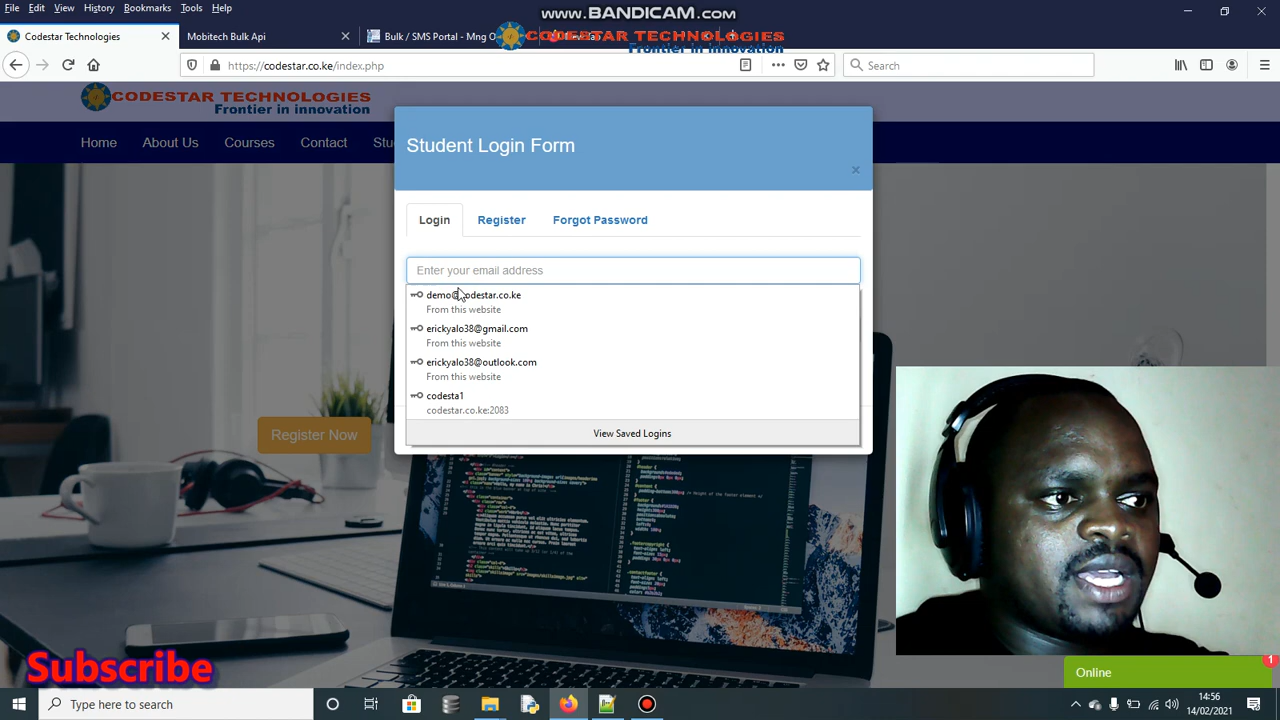 File Edit View History Bookmarks Tools Help
www.BANDICAM.com
Codestar Technologies
Mobitech Bulk Api
Bulk / SMS Portal - Mng O
CODESTAR TECHNOLOGIES
Frontier in innovation
https://codestar.co.ke/index.php
Search
CODESTAR TECHNOLOGIES
Frontier in innovation
Home
About Us
Courses
Contact
Student Login Form
×
Login
Register
Forgot Password
Enter your email address
demo@codestar.co.ke
From this website
erickyalo38@gmail.com
From this website
erickyalo38@outlook.com
From this website
codesta1
codestar.co.ke:2083
View Saved Logins
Register Now
Subscribe
1
Online
Type here to search
14:56
14/02/2021